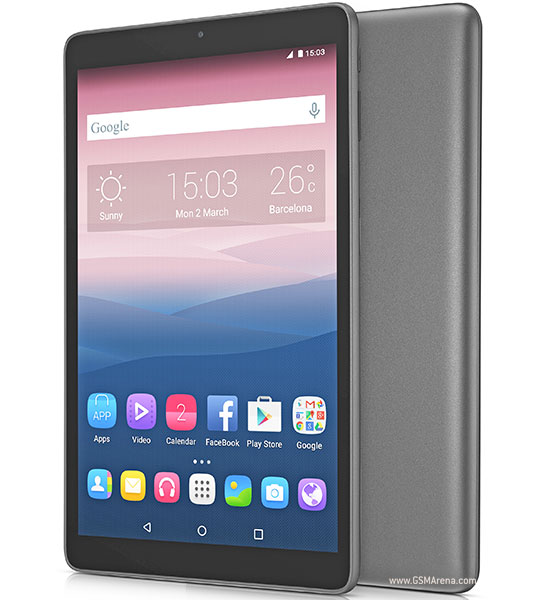 15:03
Google
15:03
26°c
Sunny
Mon 2 March
Barcelona
APP
2
Apps
Video
Calendar
FaceBook
Play Store
Google
www.GSMArena.com